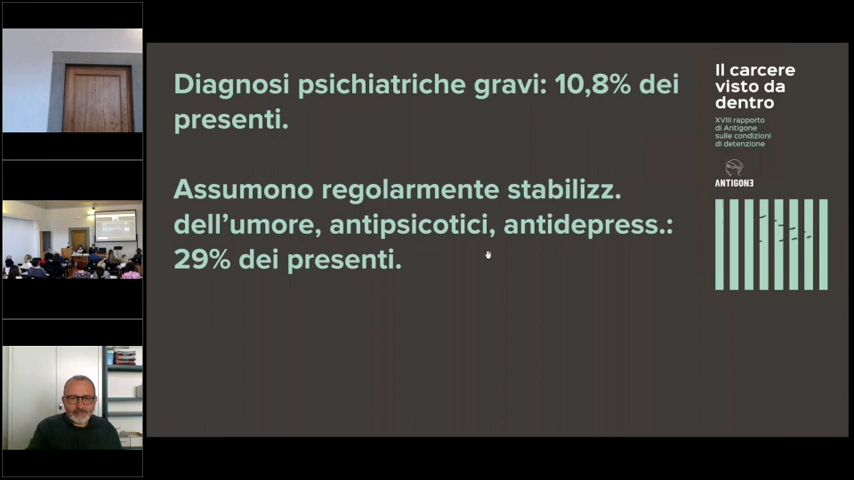 Diagnosi psichiatriche gravi: 10,8% dei
presenti.
Assumono regolarmente stabilizz.
dell’umore, antipsicotici, antidepress.:
29% dei presenti.
Il carcere
visto da
dentro
XVIII rapporto
di Antigone
sulle condizioni
di detenzione
ANTIGONE